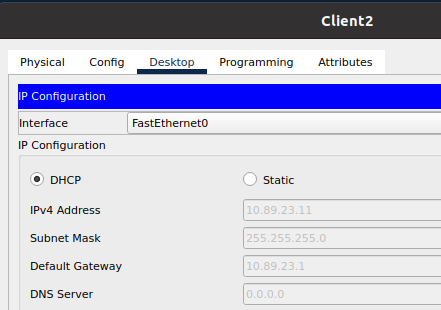 Client2
Physical Config Desktop Programming Attributes
IP Configuration
Interface FastEthernet0
IP Configuration
DHCP Static
IPv4 Address 10.89.23.11
Subnet Mask 255.255.255.0
Default Gateway 10.89.23.1
DNS Server 0.0.0.0